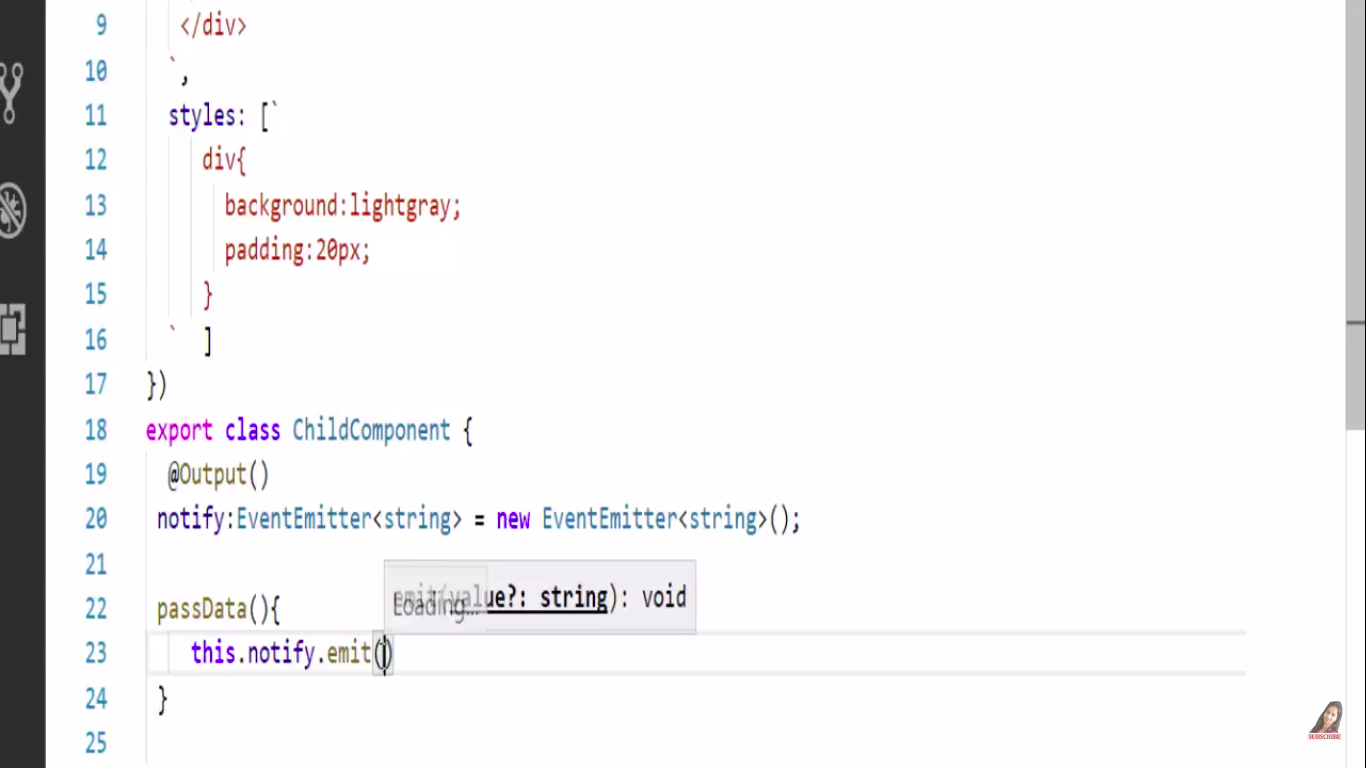 9 </div>
10 `,
11 styles: [`
12 div{
13 background:lightgray;
14 padding:20px;
15 }
16 ` ]
17 })
18 export class ChildComponent {
19 @Output()
20 notify:EventEmitter<string> = new EventEmitter<string>();
21
emit(value?: string): void
Loading...
22 passData(){
23 this.notify.emit()
24 }
25
SUBSCRIBE